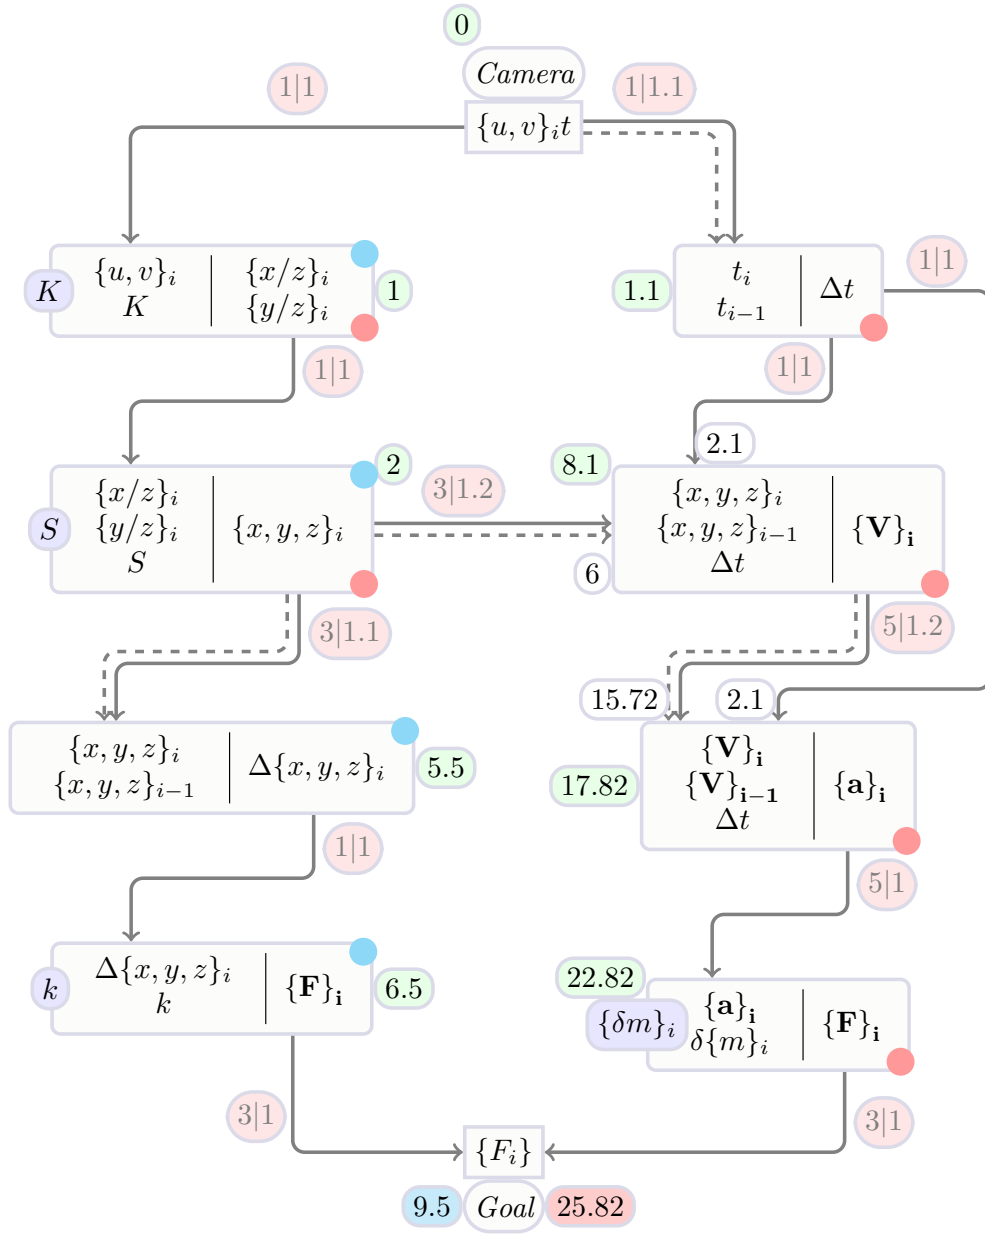 0
Camera
1|1
1|1.1
{u, v}_i t
K
{u, v}_i
K
{x/z}_i
{y/z}_i
1
1.1
t_i
t_{i−1}
Δt
1|1
1|1
1|1
2.1
2
8.1
3|1.2
S
{x/z}_i
{y/z}_i
S
{x, y, z}_i
{x, y, z}_i
{x, y, z}_{i−1}
Δt
{V}_i
6
3|1.1
5|1.2
15.72
2.1
{x, y, z}_i
{x, y, z}_{i−1}
Δ{x, y, z}_i
5.5
17.82
{V}_i
{V}_{i−1}
Δt
{a}_i
1|1
5|1
k
Δ{x, y, z}_i
k
{F}_i
6.5
22.82
{δm}_i
{a}_i
δ{m}_i
{F}_i
3|1
3|1
{F_i}
9.5
Goal
25.82